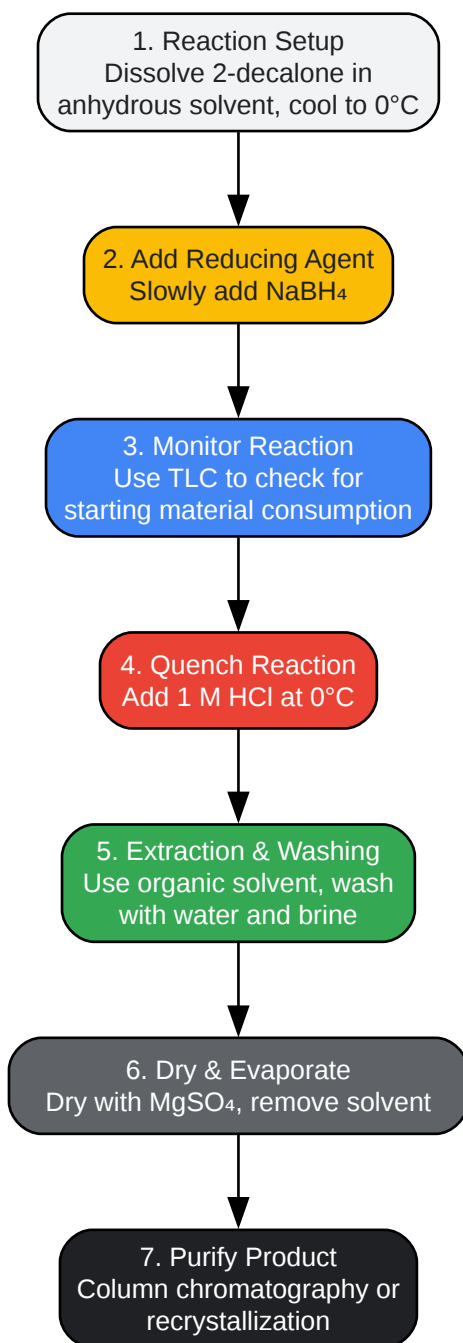 1. Reaction Setup
Dissolve 2-decalone in
anhydrous solvent, cool to 0°C
2. Add Reducing Agent
Slowly add NaBH₄
3. Monitor Reaction
Use TLC to check for
starting material consumption
4. Quench Reaction
Add 1 M HCl at 0°C
5. Extraction & Washing
Use organic solvent, wash
with water and brine
6. Dry & Evaporate
Dry with MgSO₄, remove solvent
7. Purify Product
Column chromatography or
recrystallization